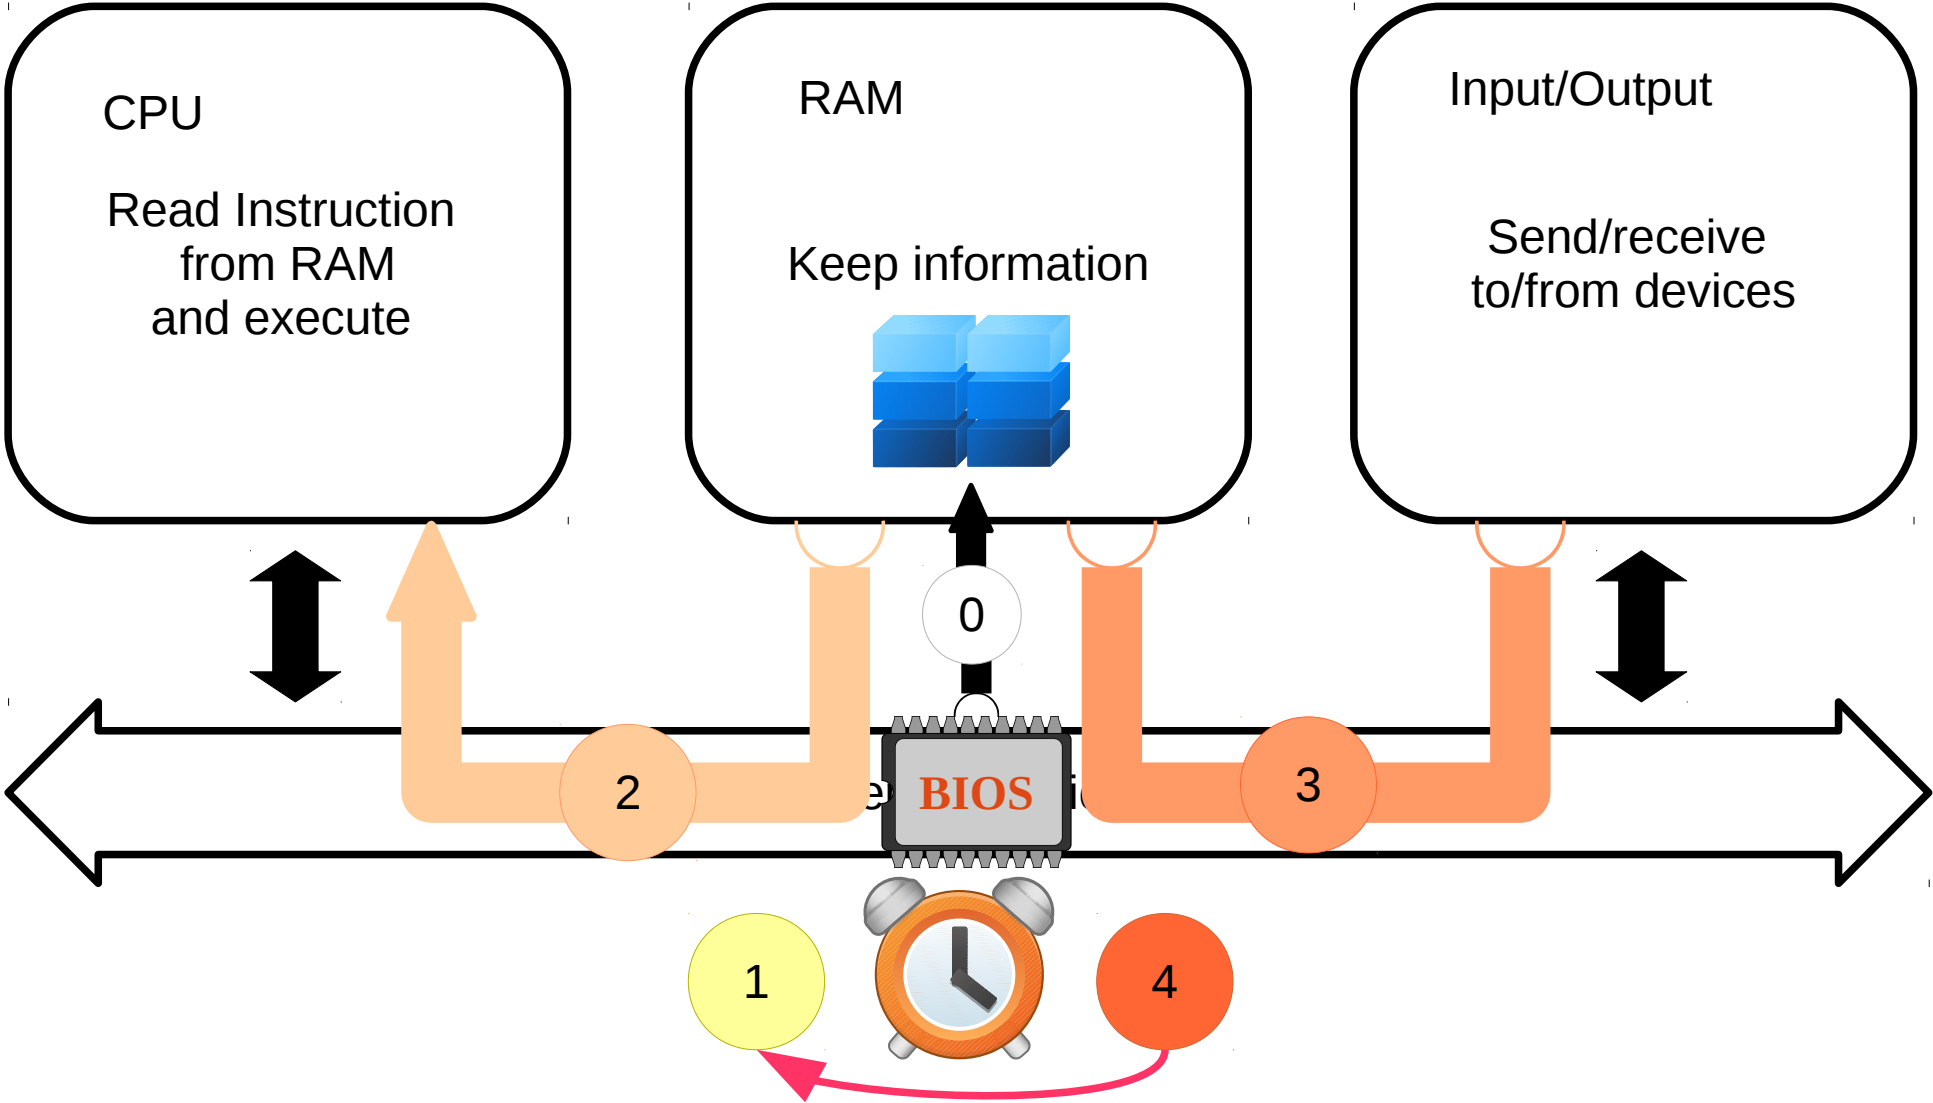 CPU
Read Instruction
from RAM
and execute
RAM
Keep information
Input/Output
Send/receive
to/from devices
0
2
BIOS
3
1
4